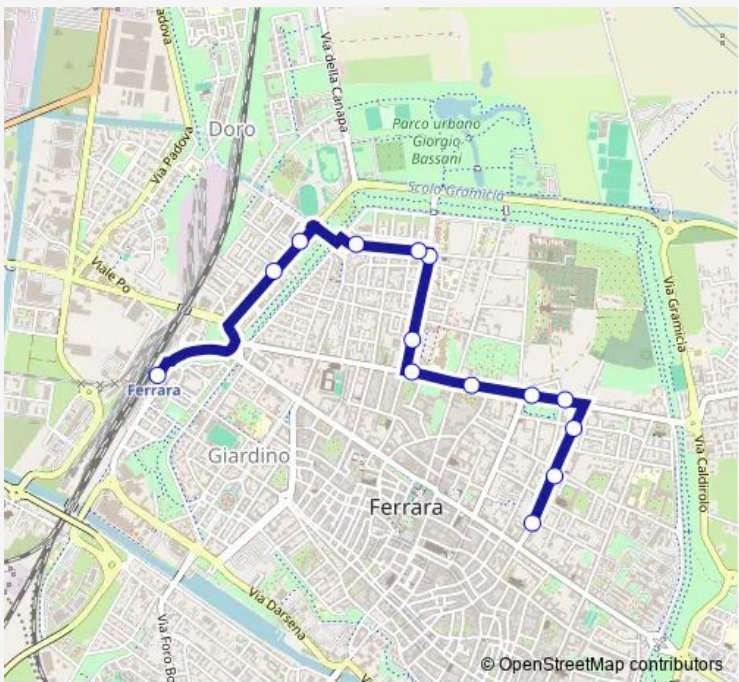 Padova
Via della Canapa
Doro
Parco urbano
Giorgio
Bassani
Via Padova
Scolo Gramicia
Viale Po
Via Gramicia
Ferrara
Giardino
Ferrara
Via Caldirolo
Via Darsena
Via Foro Bo
© OpenStreetMap contributors